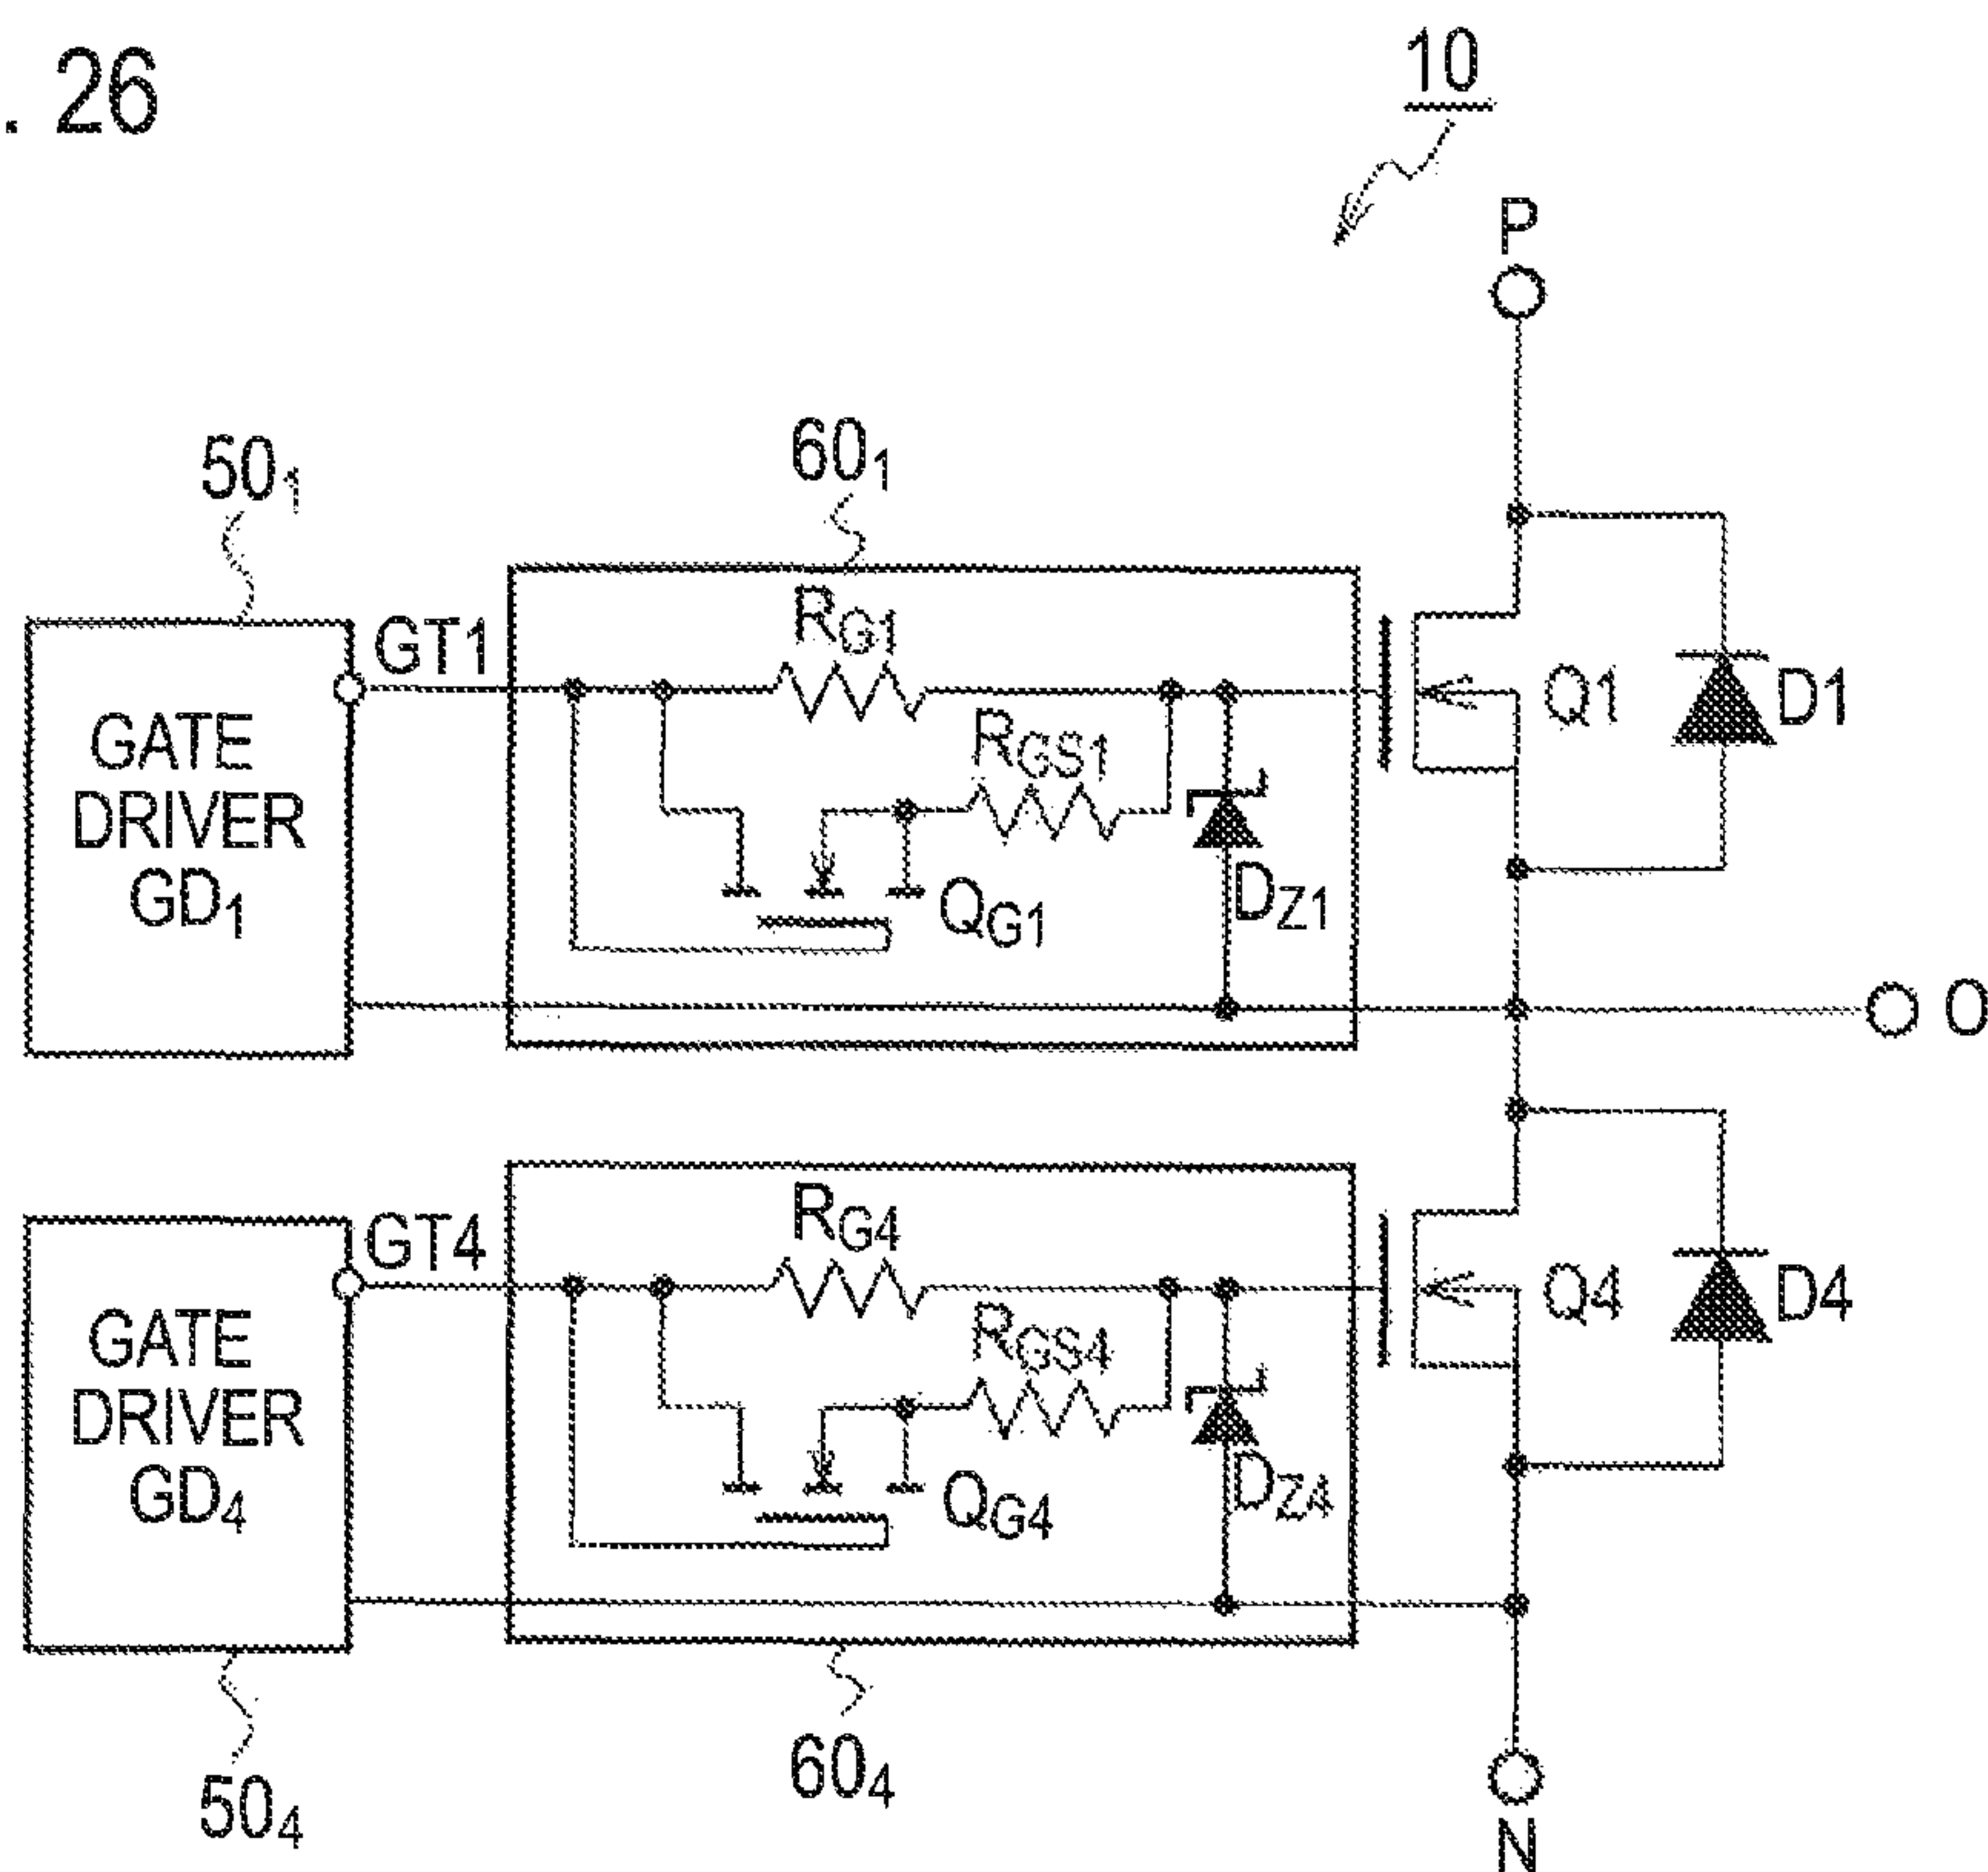 . 26
10
P
50₁
60₁
GT1
R_G1
R_GS1
Q1
D1
GATE
DRIVER
GD₁
Q_G1
D_Z1
O
GT4
R_G4
R_GS4
Q4
D4
GATE
DRIVER
GD₄
Q_G4
D_Z4
50₄
60₄
N